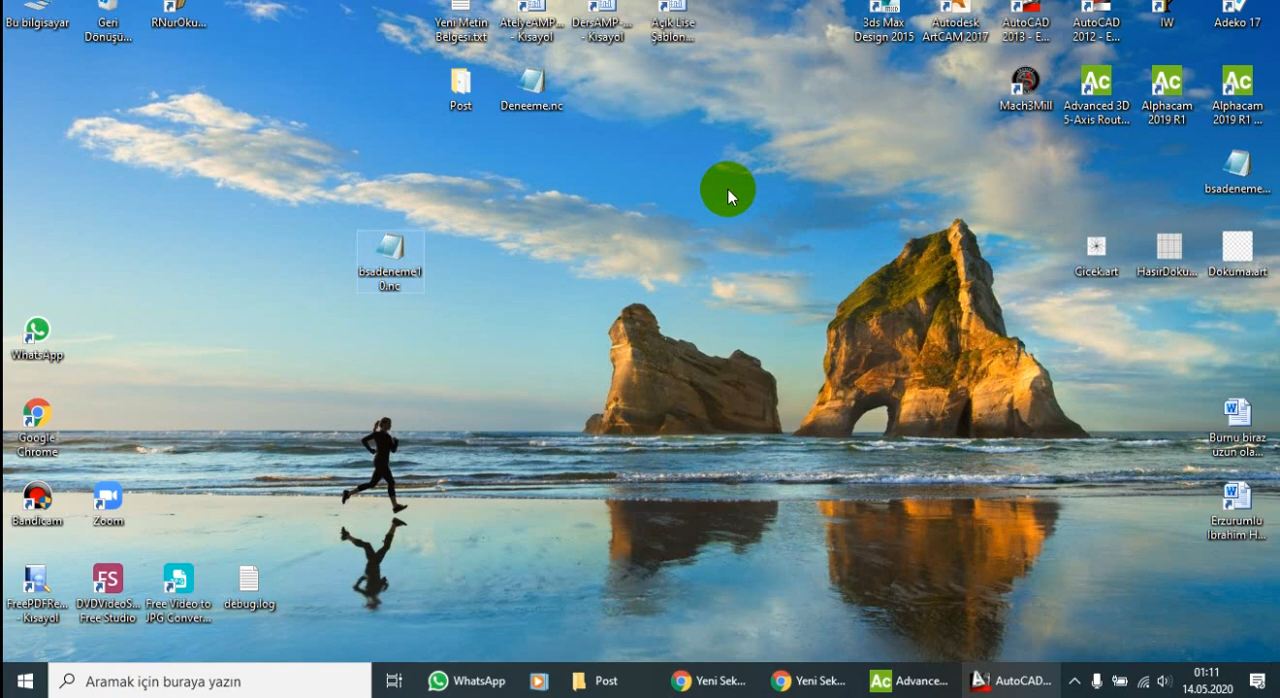 Bu bilgisayar
Geri
Dönüşü...
RNurOku...
Yeni Metin
Belgesi.txt
AtelyeAMP...
- Kısayol
DersAMP-...
- Kısayol
Açık Lise
Şablon...
3ds Max
Design 2015
Autodesk
ArtCAM 2017
AutoCAD
2013 - E...
AutoCAD
2012 - E...
IW
Adeko 17
Post
Deneeme.nc
Mach3Mill
Advanced 3D
5-Axis Rout...
Alphacam
2019 R1
Alphacam
2019 R1 ...
bsadeneme...
bsadeneme1
0.nc
Cicek.art
HasirDoku...
Dokuma.art
WhatsApp
Google
Chrome
Burnu biraz
uzun ola...
Bandicam
Zoom
Erzurumlu
İbrahim H...
FreePDFRe...
- Kısayol
DVDVideoS...
Free Studio
Free Video to
JPG Conver...
debug.log
Aramak için buraya yazın
WhatsApp
Post
Yeni Sek...
Yeni Sek...
Advance...
AutoCAD...
01:11
14.05.2020